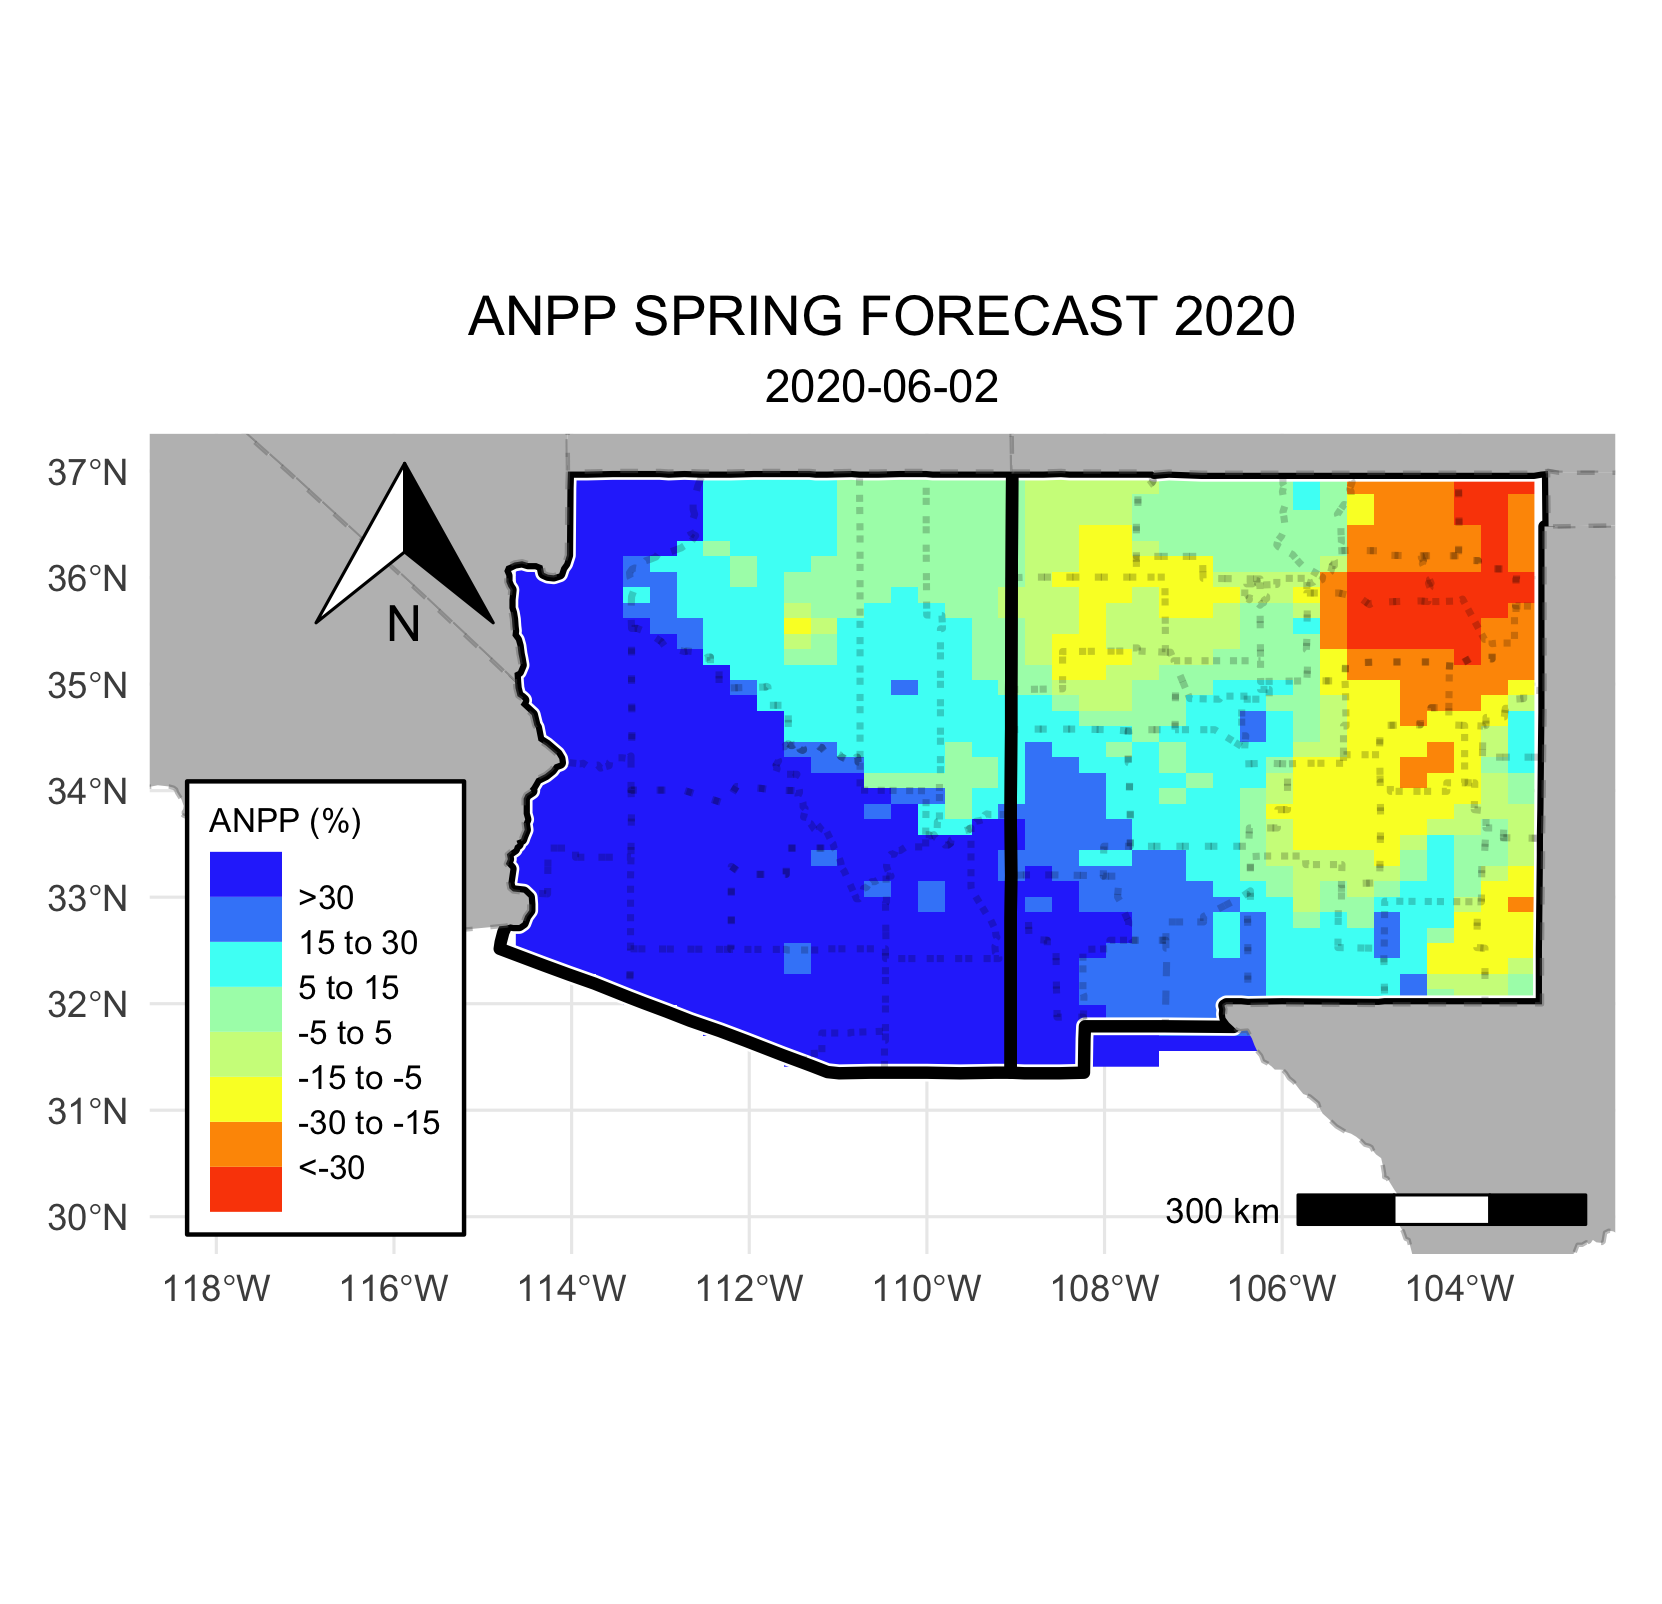 ANPP SPRING FORECAST 2020
2020-06-02
37°N
36°N
35°N
34°N
33°N
32°N
31°N
30°N
N
ANPP (%)
>30
15 to 30
5 to 15
-5 to 5
-15 to -5
-30 to -15
<-30
300 km
118°W
116°W
114°W
112°W
110°W
108°W
106°W
104°W